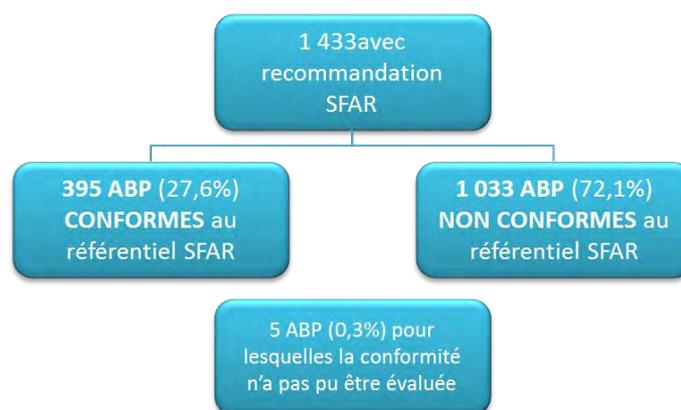 1 433avec
recommandation
SFAR
395 ABP (27,6%)
CONFORMES au
référentiel SFAR
1 033 ABP (72,1%)
NON CONFORMES au
référentiel SFAR
5 ABP (0,3%) pour
lesquelles la conformité
n'a pas pu être évaluée